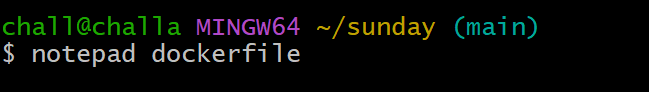 chall@challa MINGW64 ~/sunday (main)
$ notepad dockerfile